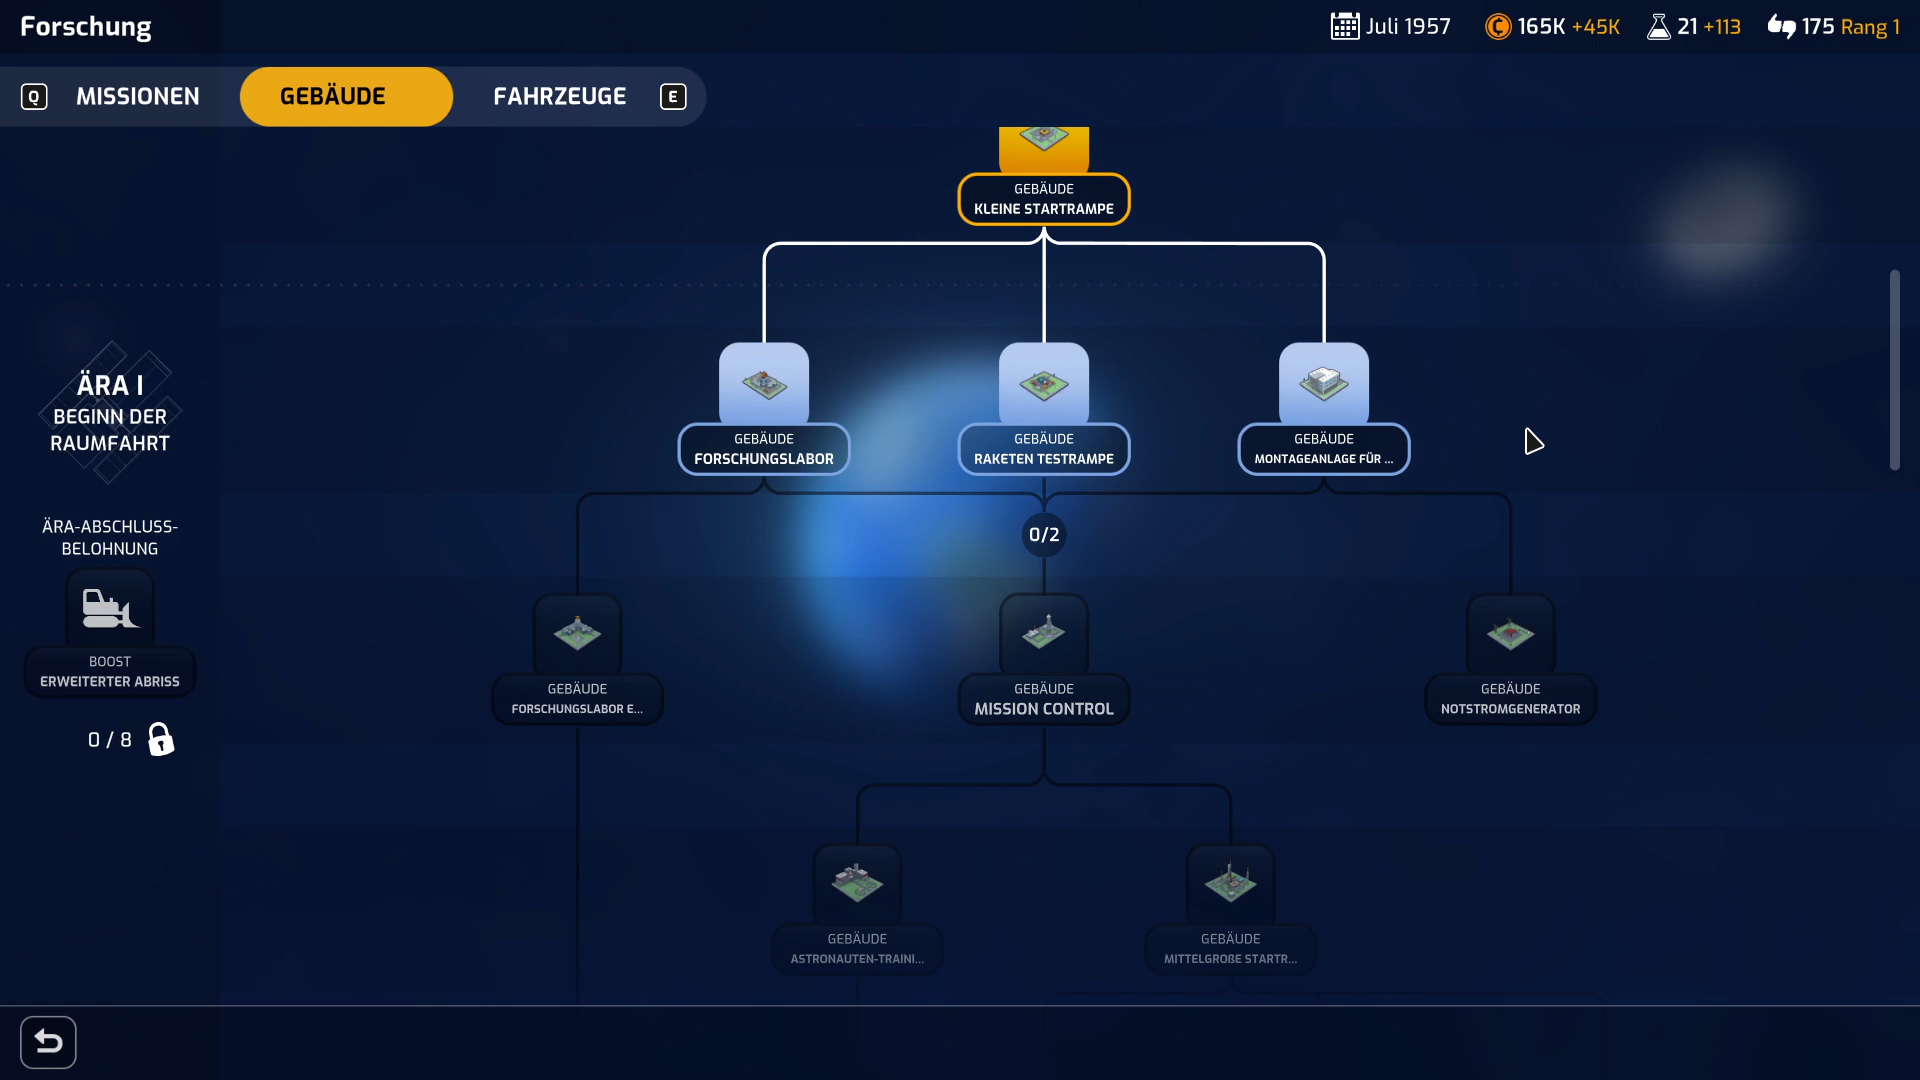 Forschung
Juli 1957
165K +45K
21 +113
175 Rang 1
Q MISSIONEN
GEBÄUDE
FAHRZEUGE E
GEBÄUDE
KLEINE STARTRAMPE
ÄRA I
BEGINN DER
RAUMFAHRT
GEBÄUDE
FORSCHUNGSLABOR
GEBÄUDE
RAKETEN TESTRAMPE
GEBÄUDE
MONTAGEANLAGE FÜR ...
ÄRA-ABSCHLUSS-
BELOHNUNG
0/2
BOOST
ERWEITERTER ABRISS
0 / 8
GEBÄUDE
FORSCHUNGSLABOR E...
GEBÄUDE
MISSION CONTROL
GEBÄUDE
NOTSTROMGENERATOR
GEBÄUDE
ASTRONAUTEN-TRAINI...
GEBÄUDE
MITTELGROßE STARTR...